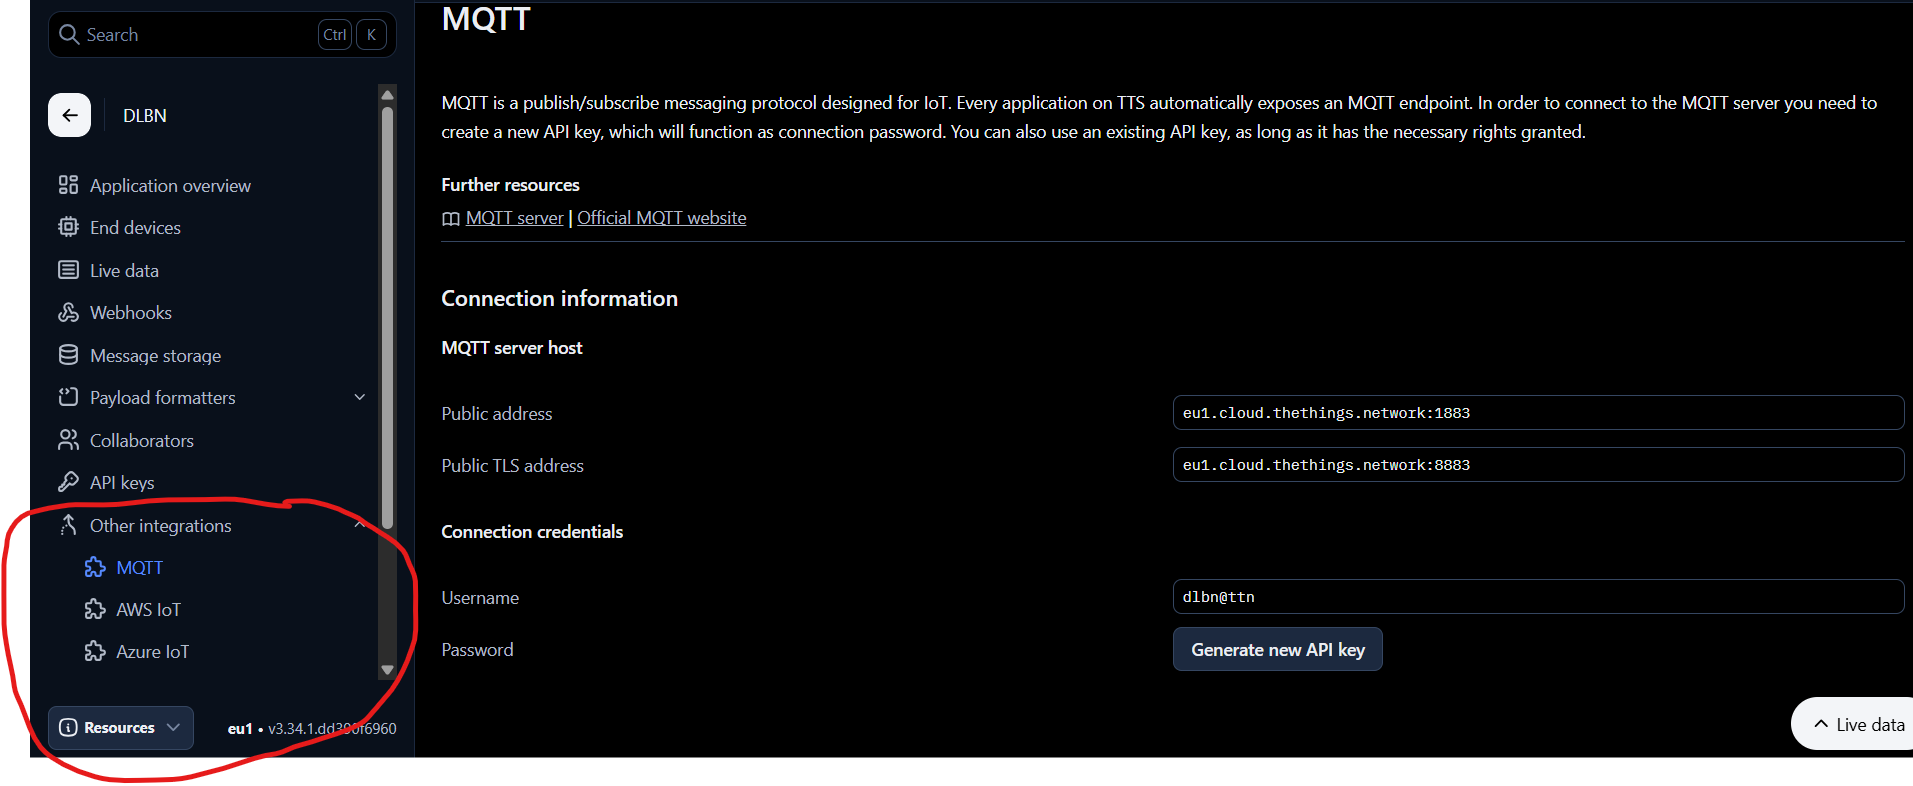 Search Ctrl K
DLBN
Application overview
End devices
Live data
Webhooks
Message storage
Payload formatters
Collaborators
API keys
Other integrations
MQTT
AWS IoT
Azure IoT
Resources
eu1 • v3.34.1.dd390f6960
MQTT
MQTT is a publish/subscribe messaging protocol designed for IoT. Every application on TTS automatically exposes an MQTT endpoint. In order to connect to the MQTT server you need to
create a new API key, which will function as connection password. You can also use an existing API key, as long as it has the necessary rights granted.
Further resources
MQTT server | Official MQTT website
Connection information
MQTT server host
Public address eu1.cloud.thethings.network:1883
Public TLS address eu1.cloud.thethings.network:8883
Connection credentials
Username dlbn@ttn
Password Generate new API key
Live data